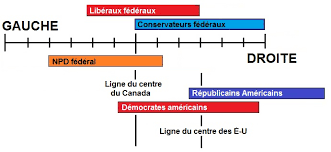 Libéraux fédéraux
GAUCHE
Conservateurs fédéraux
DROITE
NPD fédéral
Ligne du centre
du Canada
Républicains Américains
Démocrates américains
Ligne du centre des E-U